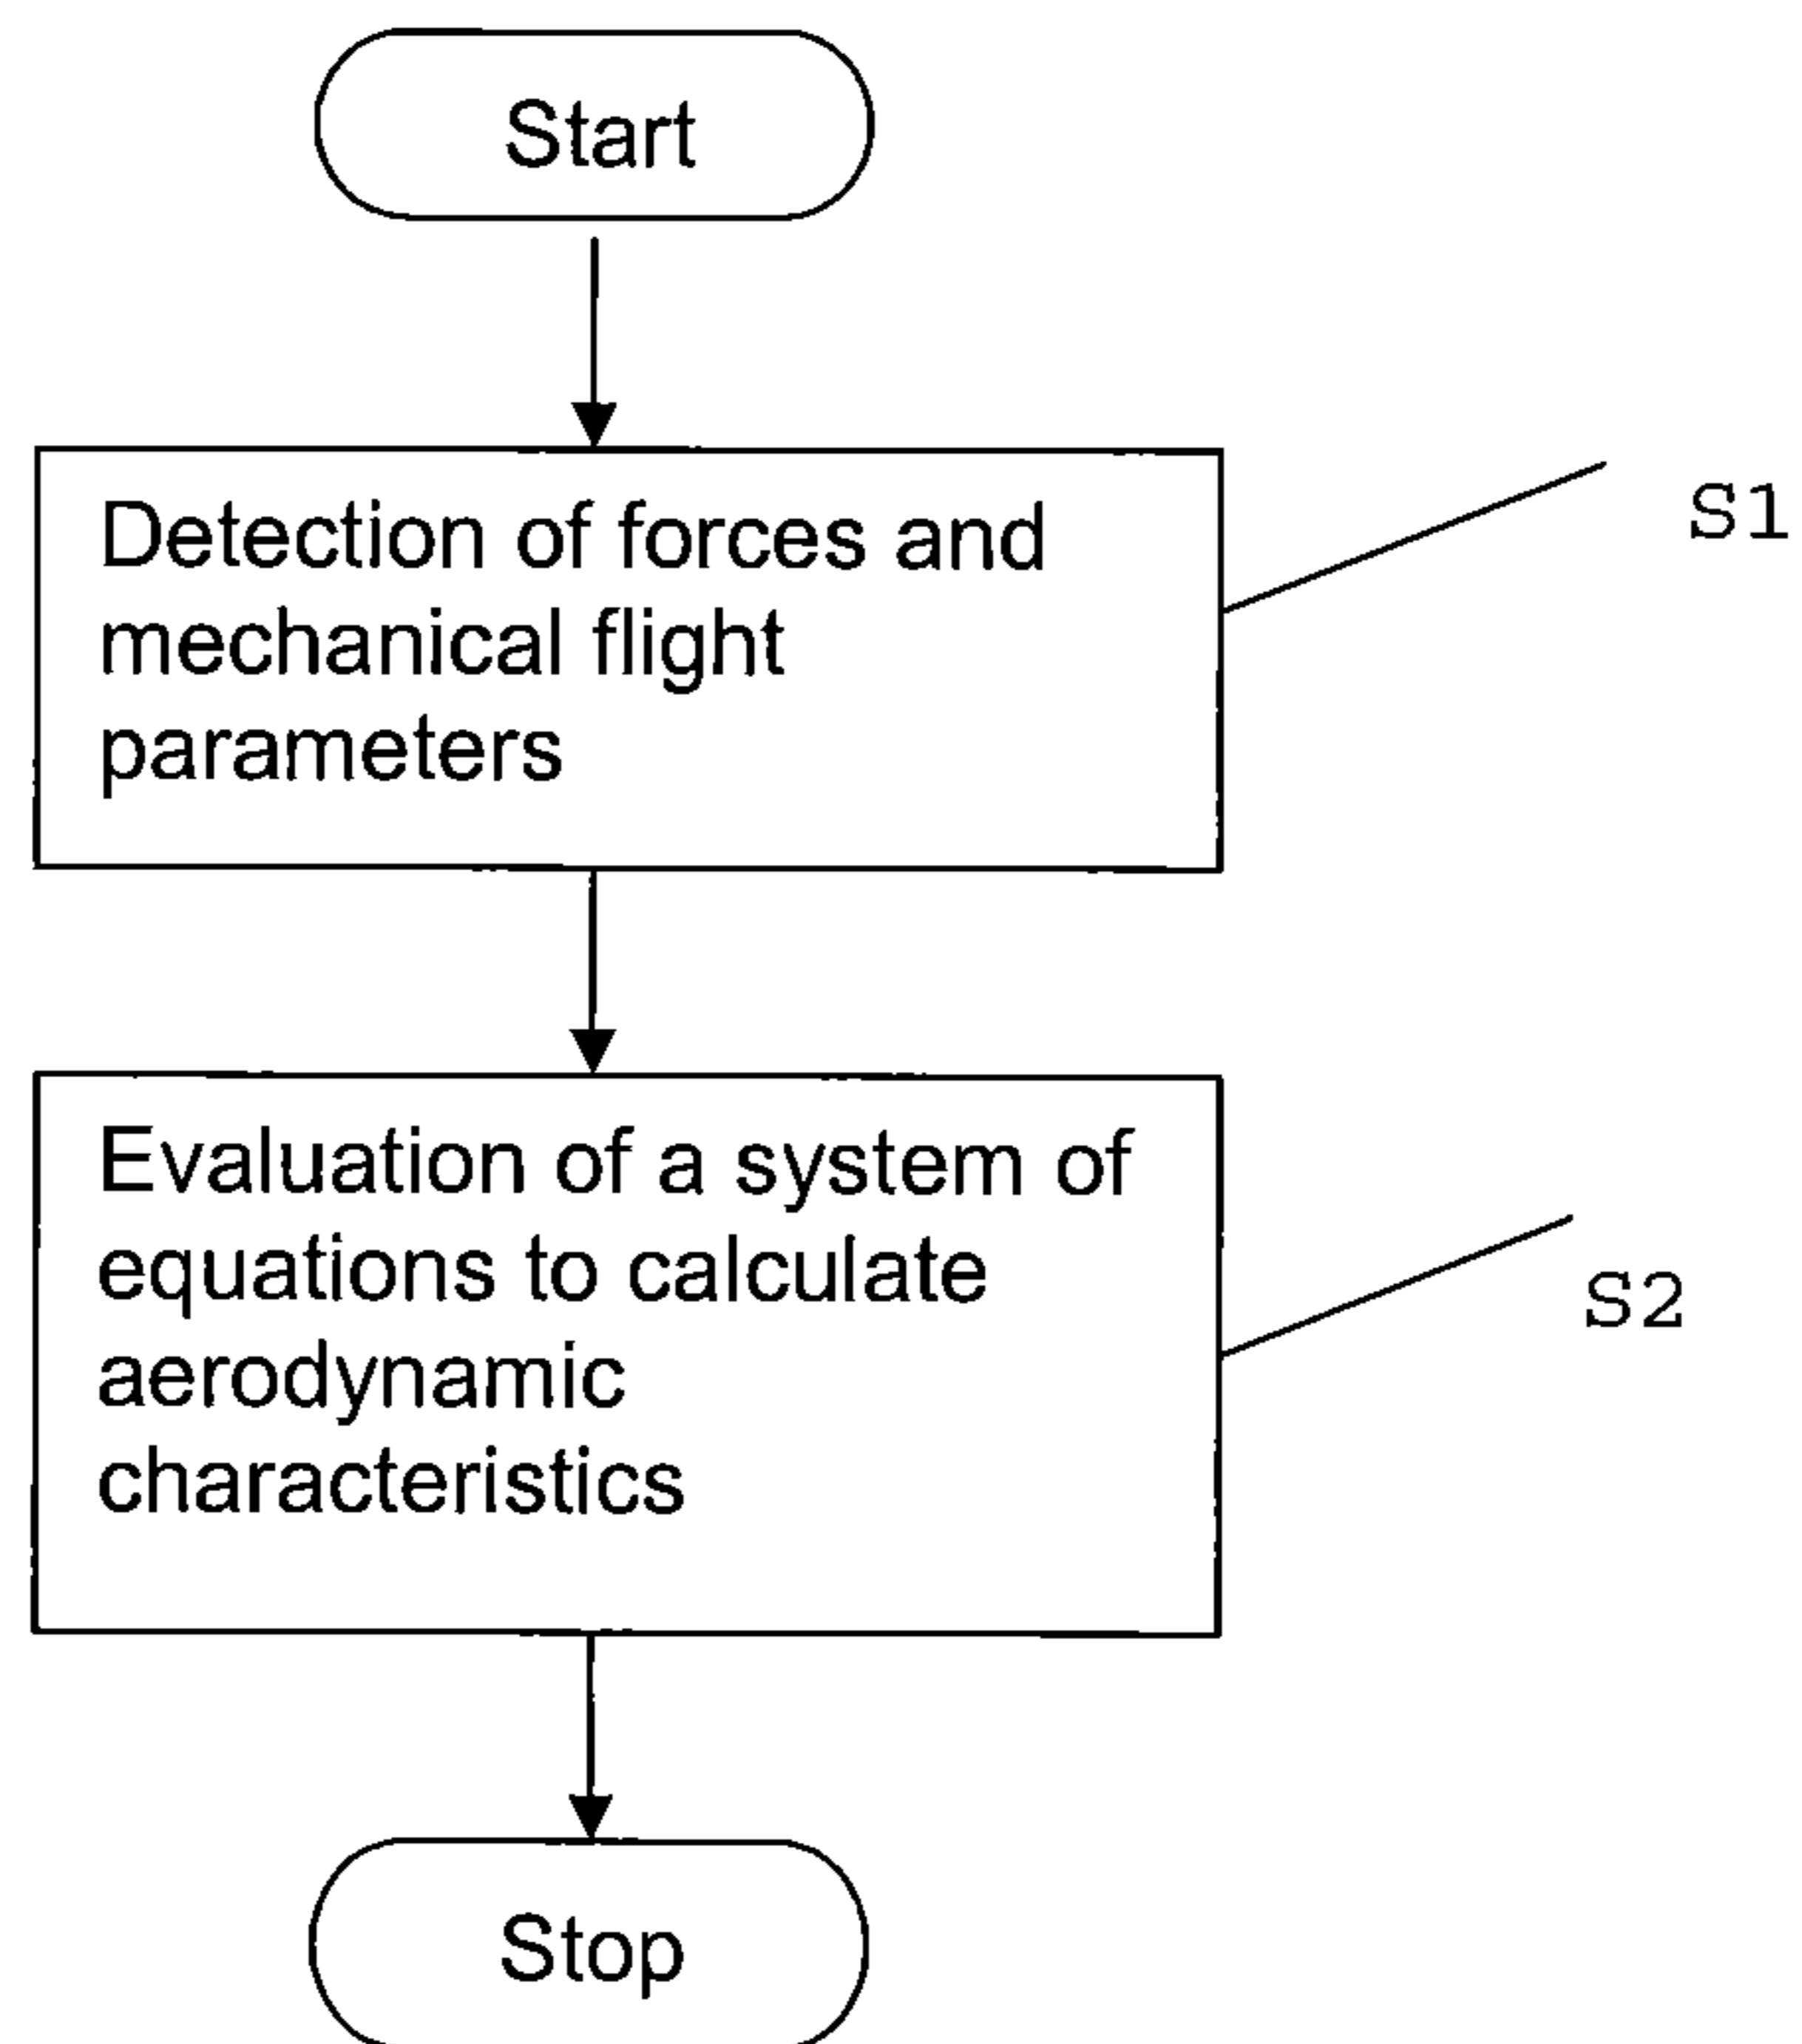 Start
Detection of forces and
mechanical flight
parameters
S1
Evaluation of a system of
equations to calculate
aerodynamic
characteristics
S2
Stop